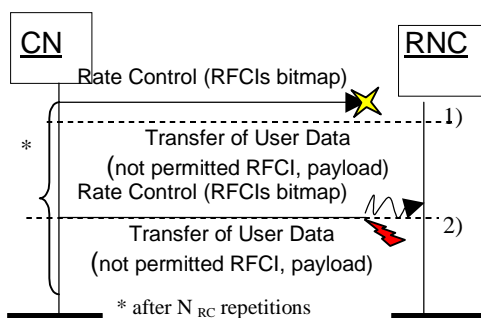 CN
RNC
Rate Control (RFCIs bitmap)
1)
*
Transfer of User Data
(not permitted RFCI, payload)
Rate Control (RFCIs bitmap)
2)
Transfer of User Data
(not permitted RFCI, payload)
* after N RC repetitions